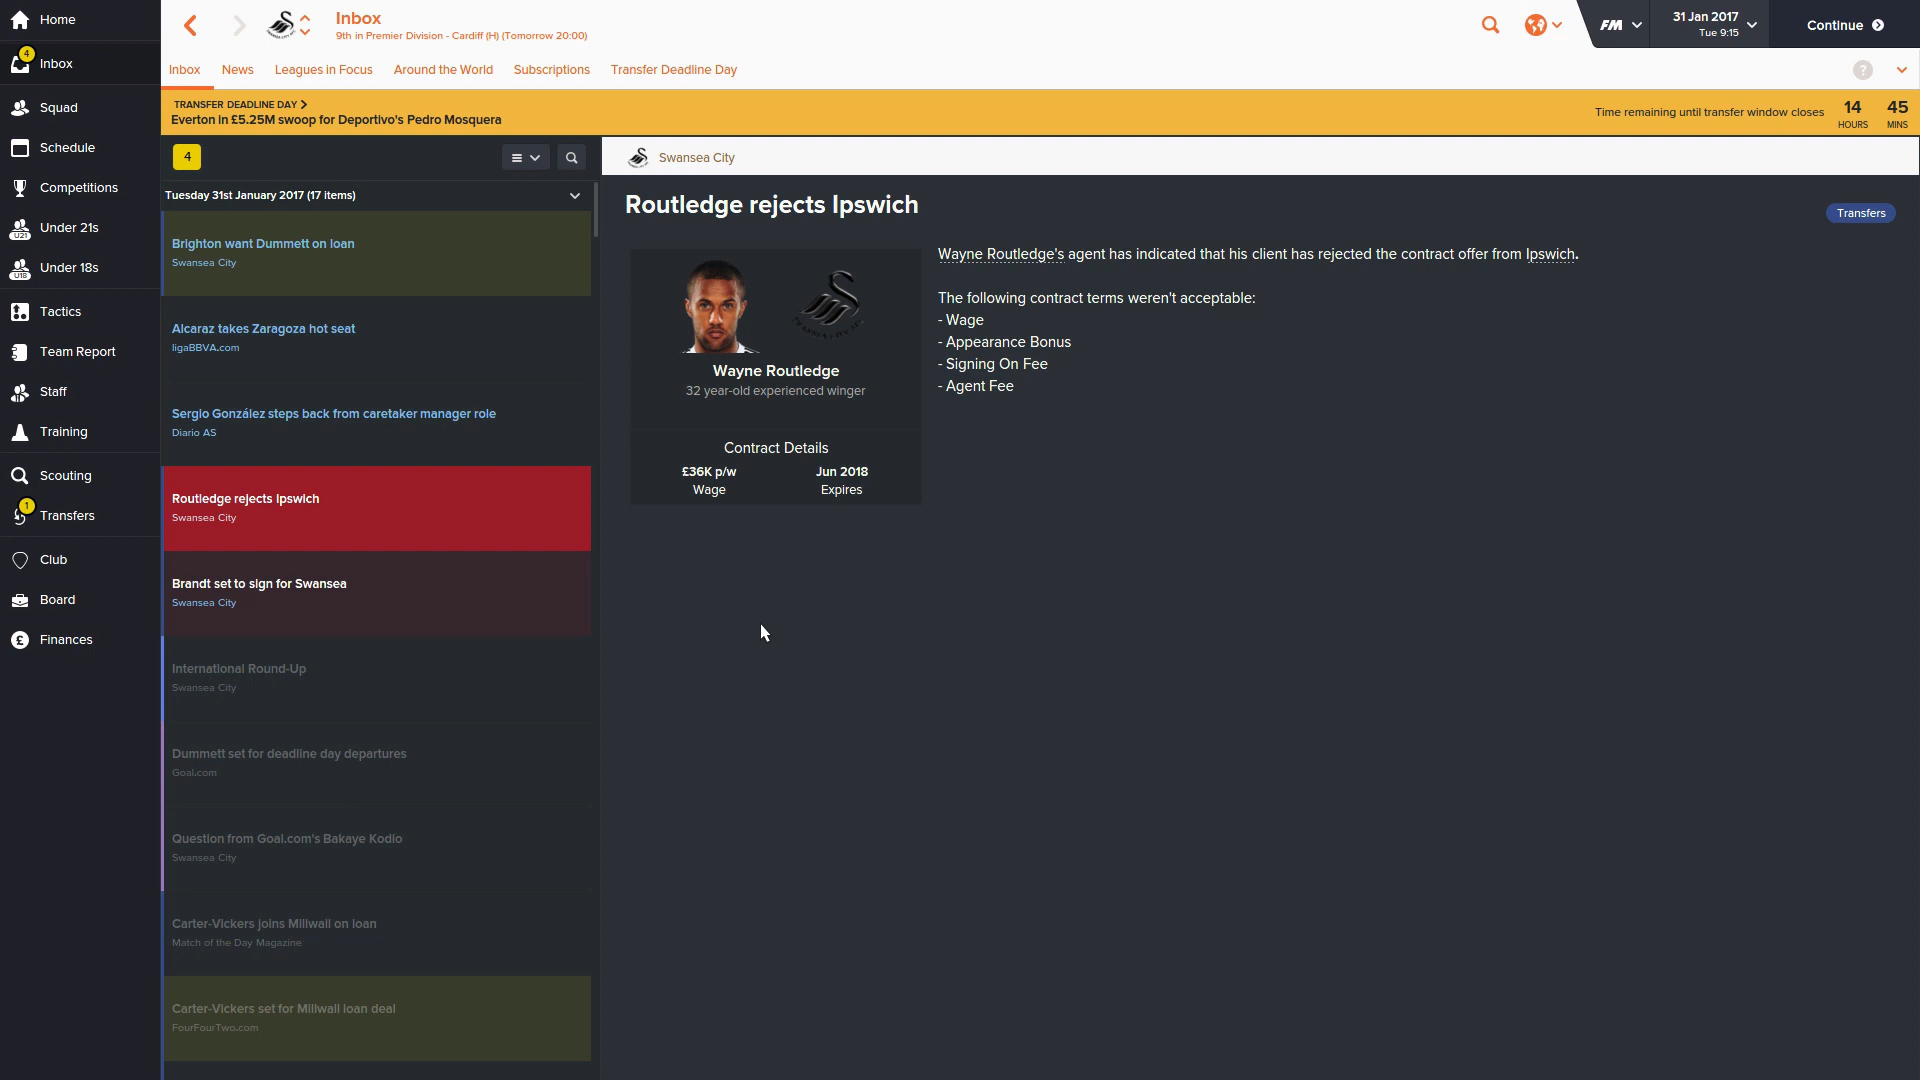 Home
4
Inbox
Squad
Schedule
Competitions
U21
Under 21s
U18
Under 18s
Tactics
Team Report
Staff
Training
Scouting
1
Transfers
Club
Board
Finances
Inbox
9th in Premier Division - Cardiff (H) (Tomorrow 20:00)
FM
31 Jan 2017
Tue 9:15
Continue
Inbox News Leagues in Focus Around the World Subscriptions Transfer Deadline Day
?
TRANSFER DEADLINE DAY
Everton in £5.25M swoop for Deportivo's Pedro Mosquera
Time remaining until transfer window closes
14
HOURS
45
MINS
4
Tuesday 31st January 2017 (17 items)
Brighton want Dummett on loan
Swansea City
Alcaraz takes Zaragoza hot seat
ligaBBVA.com
Sergio González steps back from caretaker manager role
Diario AS
Routledge rejects Ipswich
Swansea City
Brandt set to sign for Swansea
Swansea City
International Round-Up
Swansea City
Dummett set for deadline day departures
Goal.com
Question from Goal.com's Bakaye Kodio
Swansea City
Carter-Vickers joins Millwall on loan
Match of the Day Magazine
Carter-Vickers set for Millwall loan deal
FourFourTwo.com
Swansea City
Routledge rejects Ipswich
Transfers
Wayne Routledge
32 year-old experienced winger
Contract Details
£36K p/w
Wage
Jun 2018
Expires
Wayne Routledge's agent has indicated that his client has rejected the contract offer from Ipswich.
The following contract terms weren't acceptable:
- Wage
- Appearance Bonus
- Signing On Fee
- Agent Fee